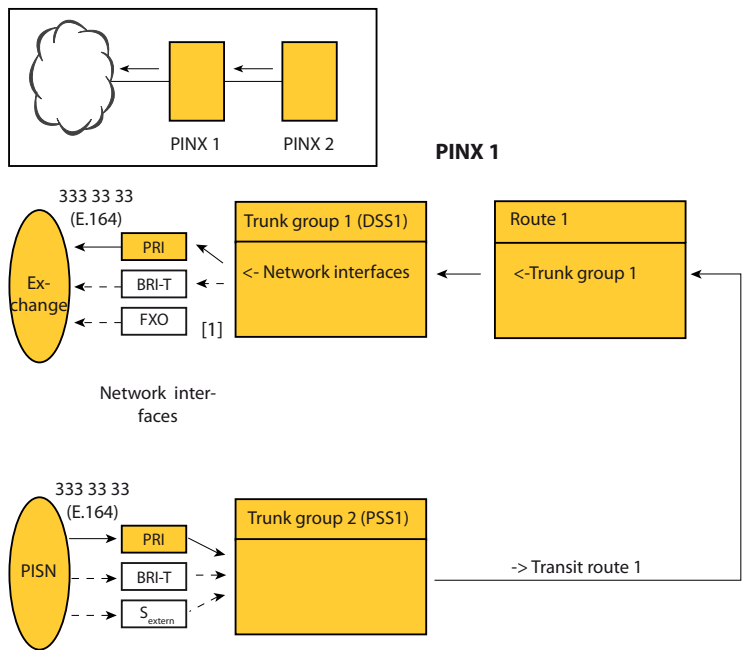 PINX 1
PINX 2
PINX 1
333 33 33
(E.164)
Ex-
change
PRI
BRI-T
FXO
[1]
Network inter-
faces
Trunk group 1 (DSS1)
<- Network interfaces
Route 1
<-Trunk group 1
333 33 33
(E.164)
PISN
PRI
BRI-T
Sextern
Trunk group 2 (PSS1)
-> Transit route 1